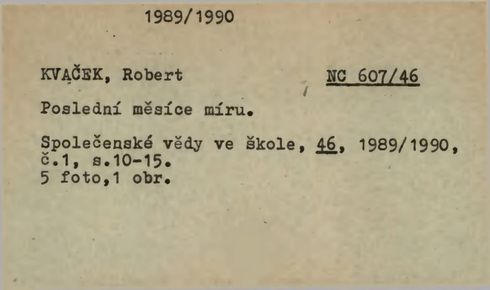 1989/1990
KVAČEK, Robert NC 607/46
Poslední měsíce míru.
Společenské vědy ve škole, 46, 1989/1990,
č.1, s.10-15.
5 foto,1 obr.